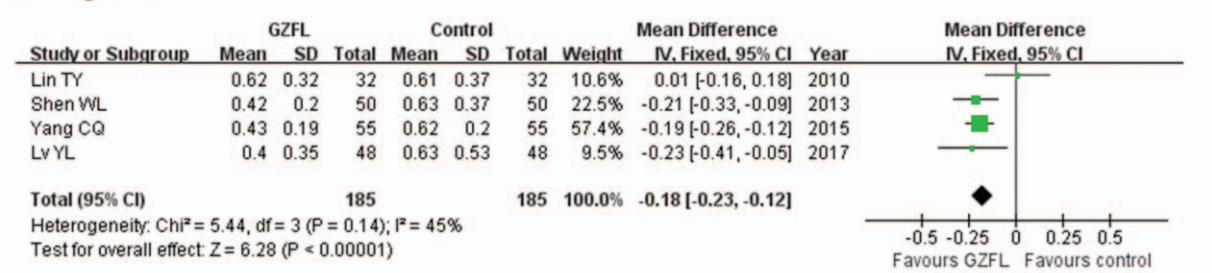 GZFL Control Mean Difference Mean Difference
Study or Subgroup Mean SD Total Mean SD Total Weight IV, Fixed, 95% CI Year IV, Fixed, 95% CI
Lin TY 0.62 0.32 32 0.61 0.37 32 10.6% 0.01 [-0.16, 0.18] 2010
Shen WL 0.42 0.2 50 0.63 0.37 50 22.5% -0.21 [-0.33, -0.09] 2013
Yang CQ 0.43 0.19 55 0.62 0.2 55 57.4% -0.19 [-0.26, -0.12] 2015
Lv YL 0.4 0.35 48 0.63 0.53 48 9.5% -0.23 [-0.41, -0.05] 2017
Total (95% CI) 185 185 100.0% -0.18 [-0.23, -0.12]
Heterogeneity: Chi² = 5.44, df = 3 (P = 0.14); I² = 45%
Test for overall effect: Z = 6.28 (P < 0.00001)
-0.5 -0.25 0 0.25 0.5
Favours GZFL Favours control